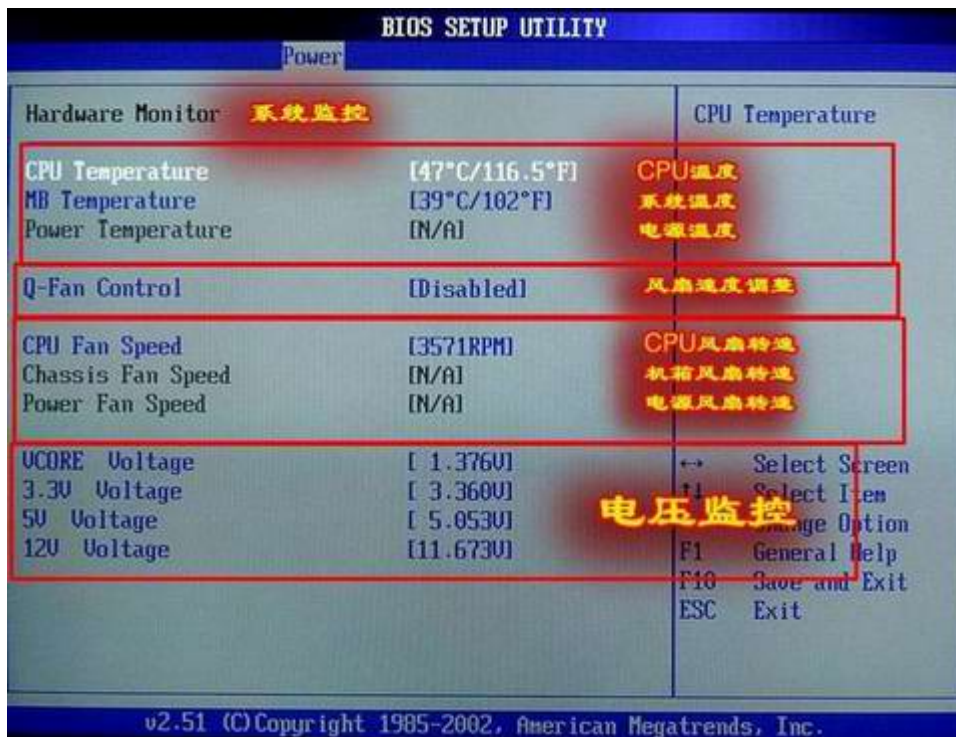 BIOS SETUP UTILITY
Power
Hardware Monitor 系统监控 CPU Temperature
CPU Temperature [47°C/116.5°F] CPU温度
MB Temperature [39°C/102°F] 系统温度
Power Temperature [N/A] 电源温度
Q-Fan Control [Disabled] 风扇速度调整
CPU Fan Speed [3571RPM] CPU风扇转速
Chassis Fan Speed [N/A] 机箱风扇转速
Power Fan Speed [N/A] 电源风扇转速
VCORE Voltage [ 1.376V] ↔ Select Screen
3.3V Voltage [ 3.360V] ↑↓ Select Item
5V Voltage [ 5.053V] 电压监控 Option
12V Voltage [11.673V] F1 General Help
F10 Save and Exit
ESC Exit
v2.51 (C)Copyright 1985-2002, American Megatrends, Inc.